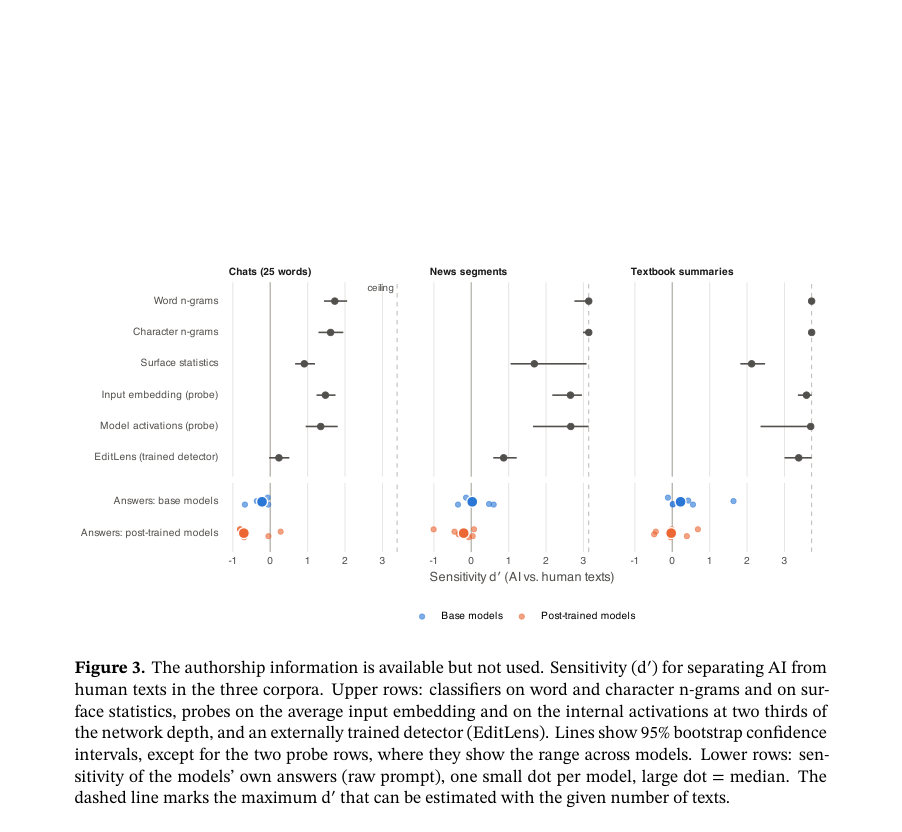 Chats (25 words)
News segments
Textbook summaries
ceiling
Word n-grams
Character n-grams
Surface statistics
Input embedding (probe)
Model activations (probe)
EditLens (trained detector)
Answers: base models
Answers: post-trained models
-1 0 1 2 3
-1 0 1 2 3
-1 0 1 2 3
Sensitivity d′ (AI vs. human texts)
Base models
Post-trained models
Figure 3. The authorship information is available but not used. Sensitivity (d′) for separating AI from
human texts in the three corpora. Upper rows: classifiers on word and character n-grams and on sur-
face statistics, probes on the average input embedding and on the internal activations at two thirds of
the network depth, and an externally trained detector (EditLens). Lines show 95% bootstrap confidence
intervals, except for the two probe rows, where they show the range across models. Lower rows: sen-
sitivity of the models’ own answers (raw prompt), one small dot per model, large dot = median. The
dashed line marks the maximum d′ that can be estimated with the given number of texts.